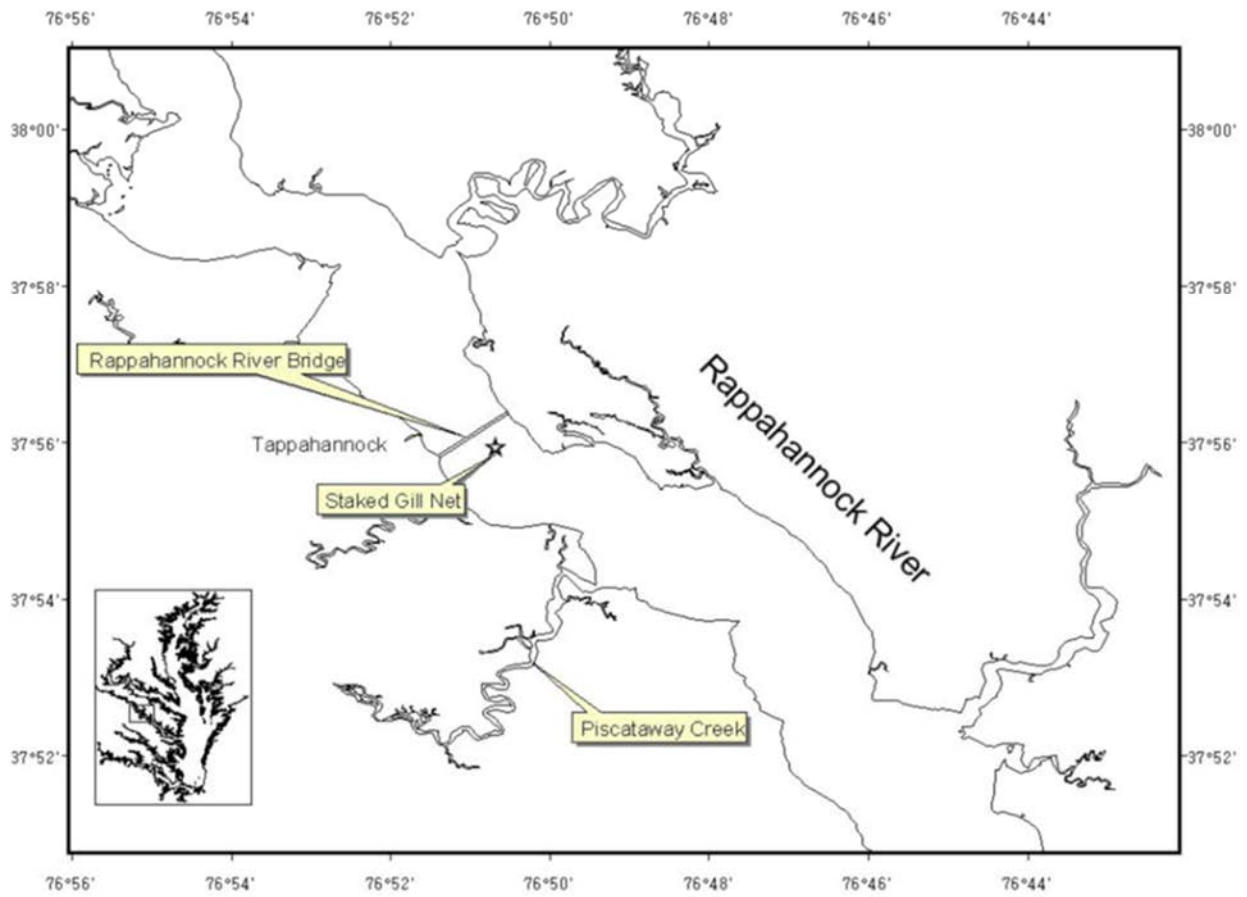 76°56' 76°54' 76°52' 76°50' 76°48' 76°46' 76°44'
38°00' 38°00'
37°58' 37°58'
Rappahannock River Bridge
Rappahannock River
37°56' Tappahannock 37°56'
Staked Gill Net
37°54' 37°54'
Piscataway Creek
37°52' 37°52'
76°56' 76°54' 76°52' 76°50' 76°48' 76°46' 76°44'